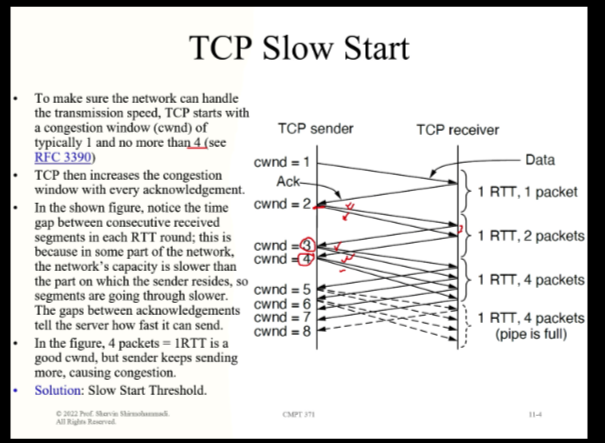 TCP Slow Start
• To make sure the network can handle
the transmission speed, TCP starts with
a congestion window (cwnd) of
typically 1 and no more than 4 (see
RFC 3390)
• TCP then increases the congestion
window with every acknowledgement.
• In the shown figure, notice the time
gap between consecutive received
segments in each RTT round; this is
because in some part of the network,
the network's capacity is slower than
the part on which the sender resides, so
segments are going through slower.
The gaps between acknowledgements
tell the server how fast it can send.
• In the figure, 4 packets = 1RTT is a
good cwnd, but sender keeps sending
more, causing congestion.
• Solution: Slow Start Threshold.
TCP sender
TCP receiver
cwnd = 1
Data
Ack
1 RTT, 1 packet
cwnd = 2
1 RTT, 2 packets
cwnd = 3
cwnd = 4
1 RTT, 4 packets
cwnd = 5
cwnd = 6
cwnd = 7
cwnd = 8
1 RTT, 4 packets
(pipe is full)
© 2022 Prof. Shervin Shirmohammadi.
All Rights Reserved.
CMPT 371
11-4